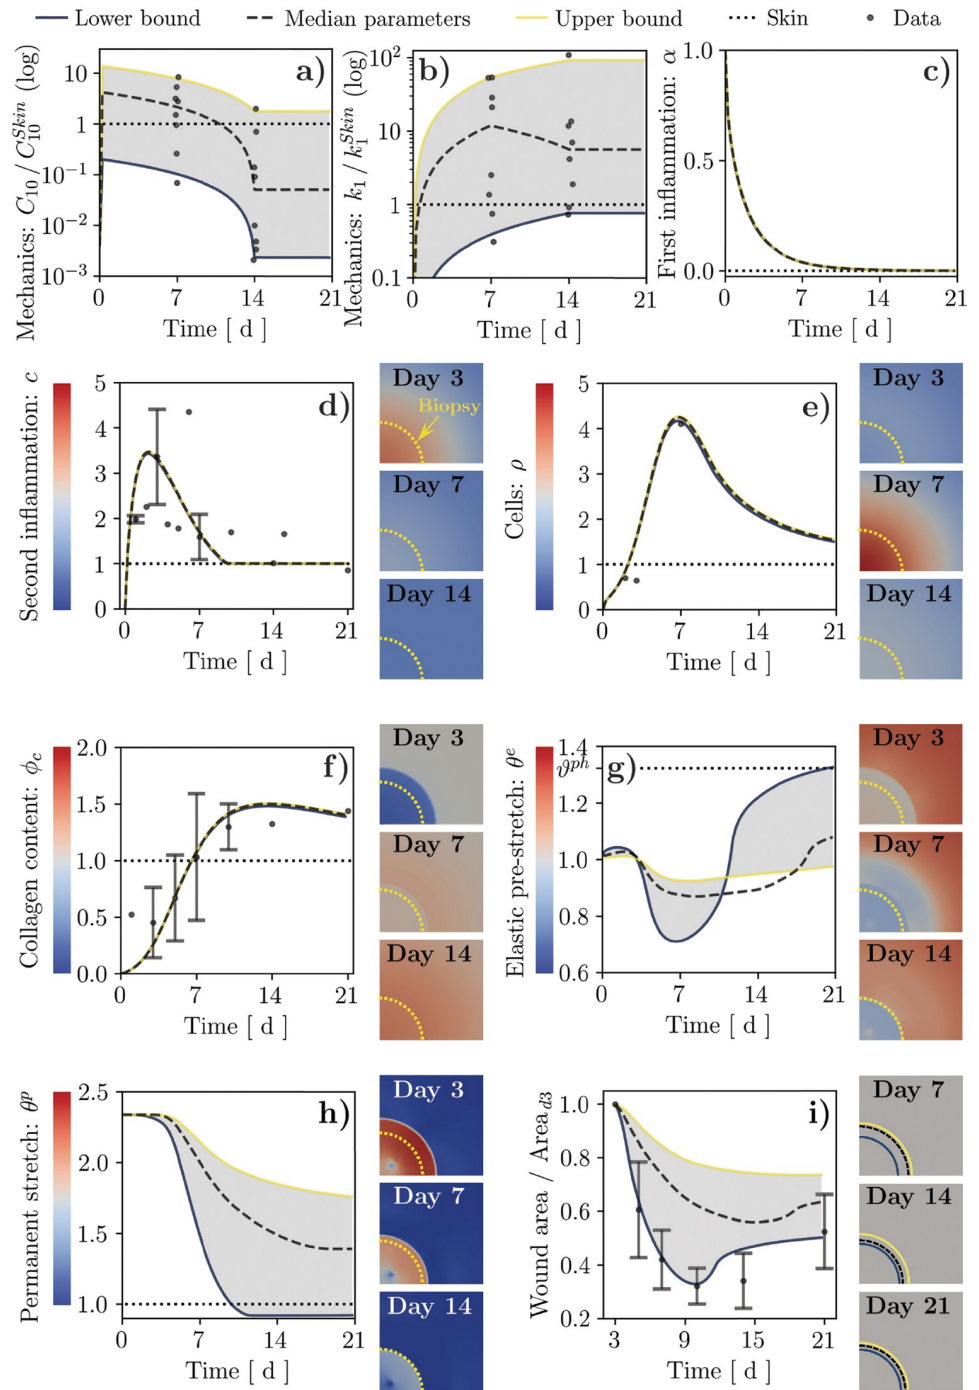 Lower bound Median parameters Upper bound Skin Data
a)
Mechanics: C₁₀ / C₁₀^Skin (log)
10
1
10⁻¹
10⁻²
10⁻³
0 7 14 21
Time [ d ]
b)
Mechanics: k₁ / k₁^Skin (log)
10²
10
1
0.1
0 7 14 21
Time [ d ]
c)
First inflammation: α
1.0
0.5
0.0
0 7 14 21
Time [ d ]
d)
Second inflammation: c
5
4
3
2
1
0
0 7 14 21
Time [ d ]
Day 3
Biopsy
Day 7
Day 14
e)
Cells: ρ
5
4
3
2
1
0
0 7 14 21
Time [ d ]
Day 3
Day 7
Day 14
f)
Collagen content: ϕc
2.0
1.5
1.0
0.5
0.0
0 7 14 21
Time [ d ]
Day 3
Day 7
Day 14
g)
Elastic pre-stretch: θᵉ
1.4
ϑᵖʰ
1.2
1.0
0.8
0.6
0 7 14 21
Time [ d ]
Day 3
Day 7
Day 14
h)
Permanent stretch: θᵖ
2.5
2.0
1.5
1.0
0 7 14 21
Time [ d ]
Day 3
Day 7
Day 14
i)
Wound area / Area_d3
1.0
0.8
0.6
0.4
0.2
3 9 15 21
Time [ d ]
Day 7
Day 14
Day 21